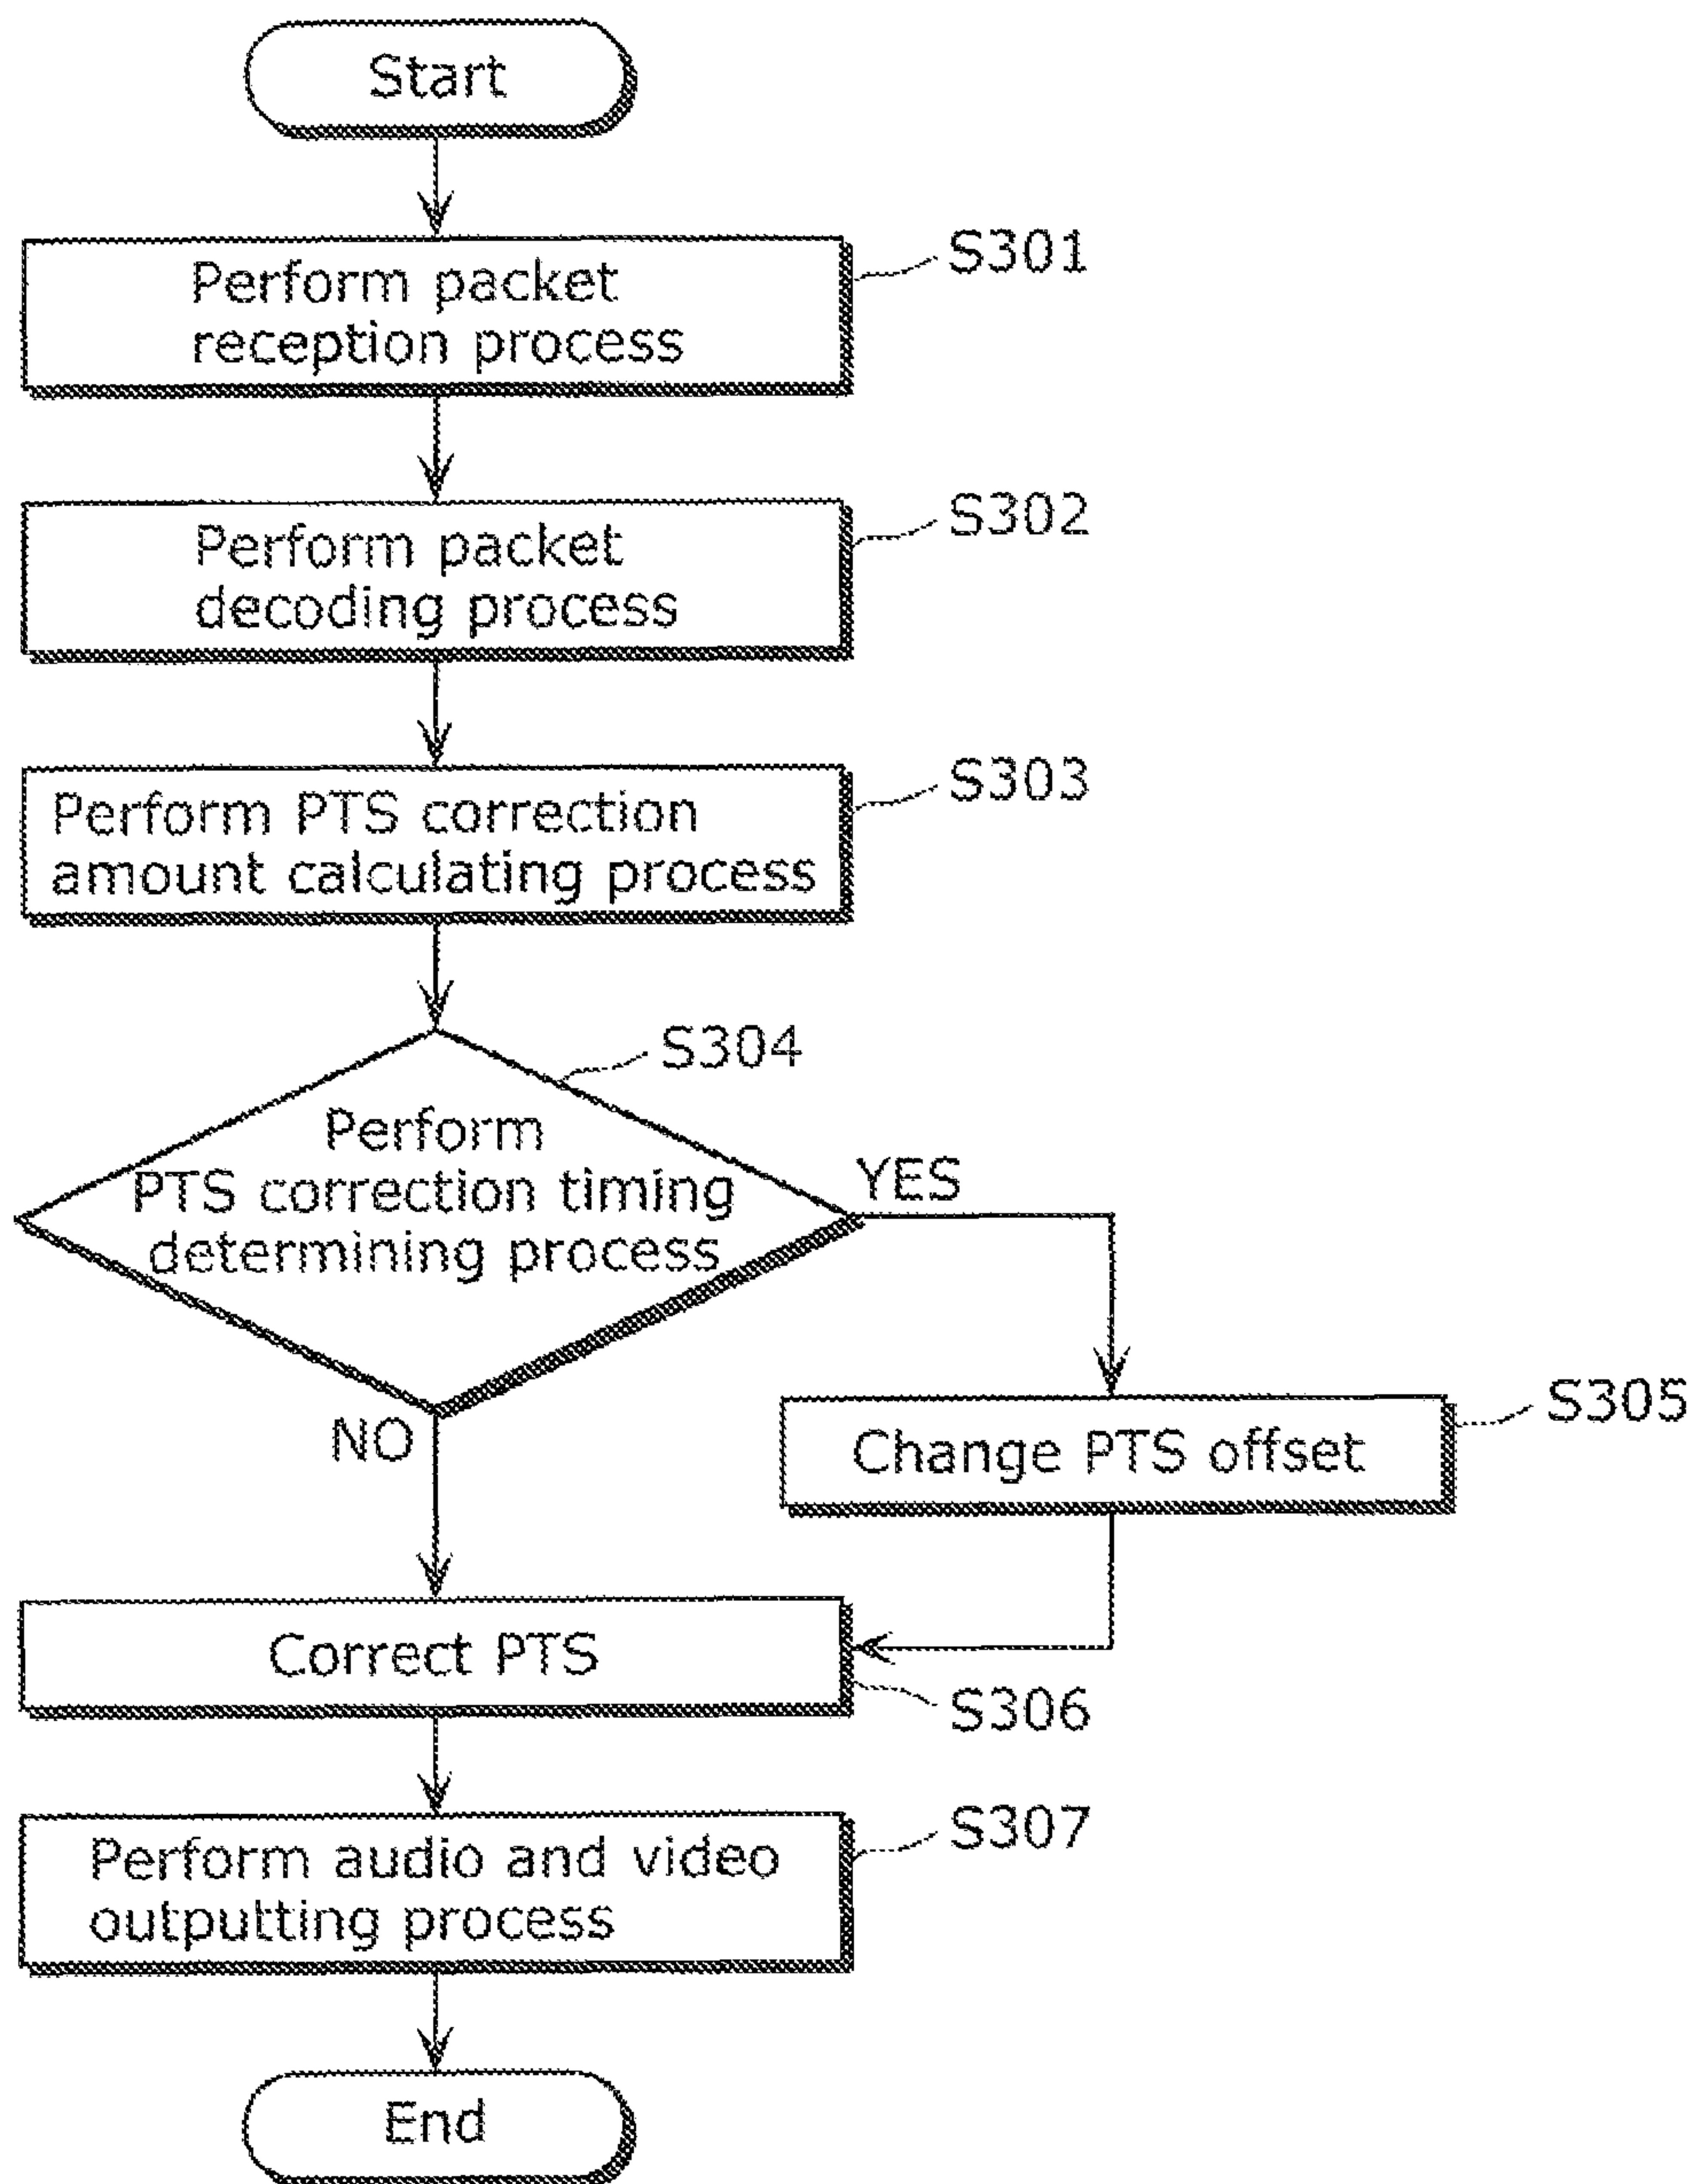 Start
Perform packet
reception process
S301
Perform packet
decoding process
S302
Perform PTS correction
amount calculating process
S303
S304
Perform
PTS correction timing
determining process
YES
NO
Change PTS offset
S305
Correct PTS
S306
Perform audio and video
outputting process
S307
End